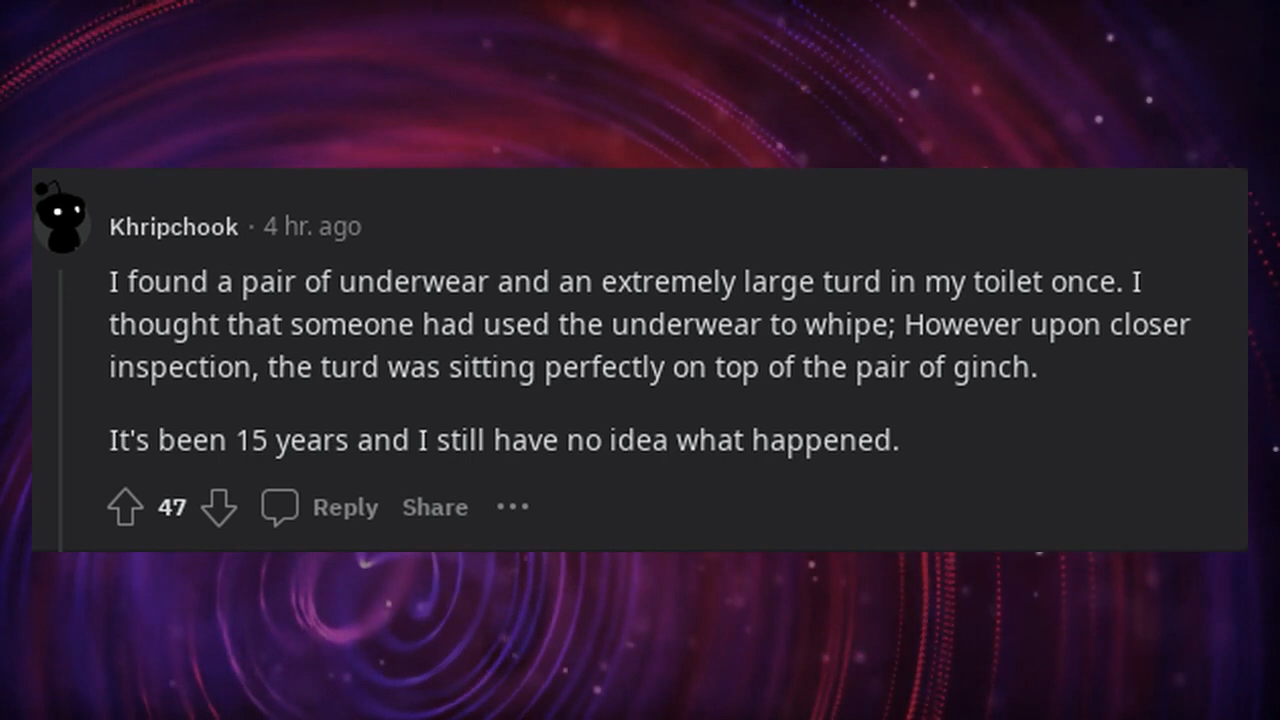 Khripchook · 4 hr. ago
I found a pair of underwear and an extremely large turd in my toilet once. I
thought that someone had used the underwear to whipe; However upon closer
inspection, the turd was sitting perfectly on top of the pair of ginch.
It's been 15 years and I still have no idea what happened.
47 Reply Share •••